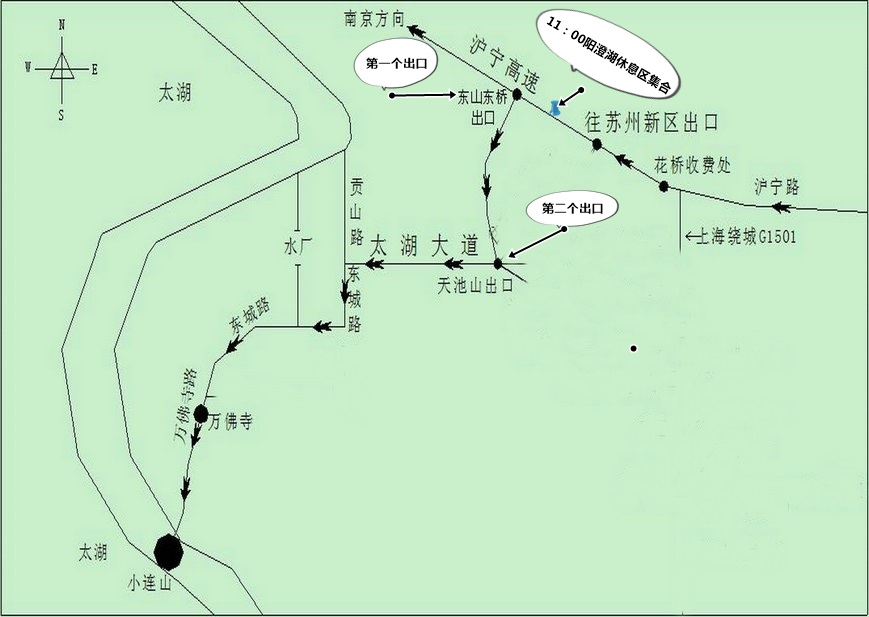 南京方向
沪宁高速
11：00阳澄湖休息区集合
第一个出口
N
W
E
S
太湖
东山东桥
出口
往苏州新区出口
花桥收费处
沪宁路
贡山路
第二个出口
←上海绕城G1501
水厂
太湖大道
天池山出口
东城路
东城路
万佛寺路
万佛寺
太湖
小连山